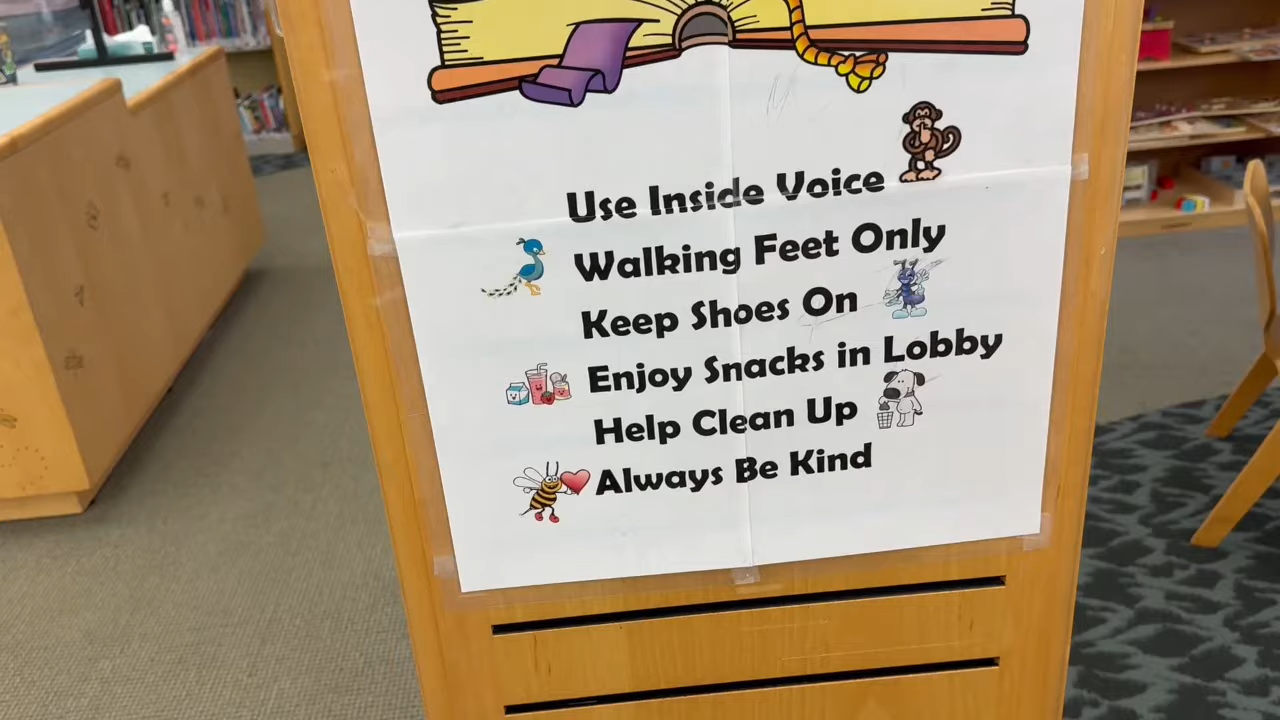 Use Inside Voice
Walking Feet Only
Keep Shoes On
Enjoy Snacks in Lobby
Help Clean Up
Always Be Kind